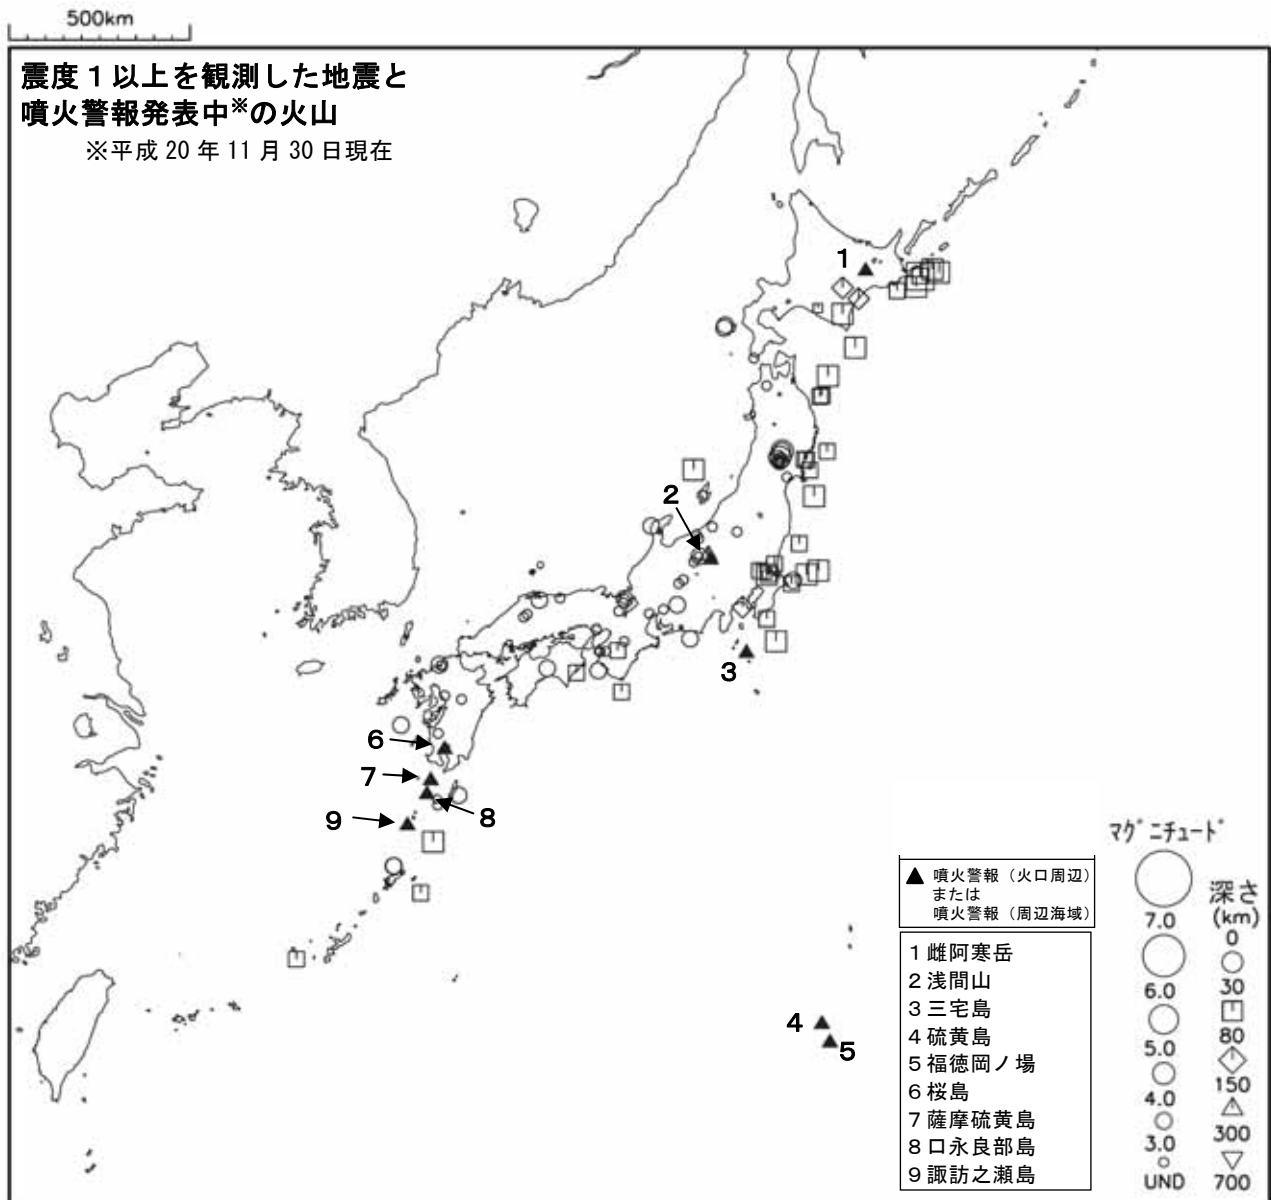 500km
震度１以上を観測した地震と
噴火警報発表中※の火山
※平成 20 年 11 月 30 日現在
1
2
3
6
7
8
9
4
5
▲ 噴火警報（火口周辺）
または
噴火警報（周辺海域）
1 雌阿寒岳
2 浅間山
3 三宅島
4 硫黄島
5 福徳岡ノ場
6 桜島
7 薩摩硫黄島
8 口永良部島
9 諏訪之瀬島
ﾏｸﾞﾆﾁｭｰﾄﾞ
7.0
6.0
5.0
4.0
3.0
UND
深さ
(km)
0
30
80
150
300
700